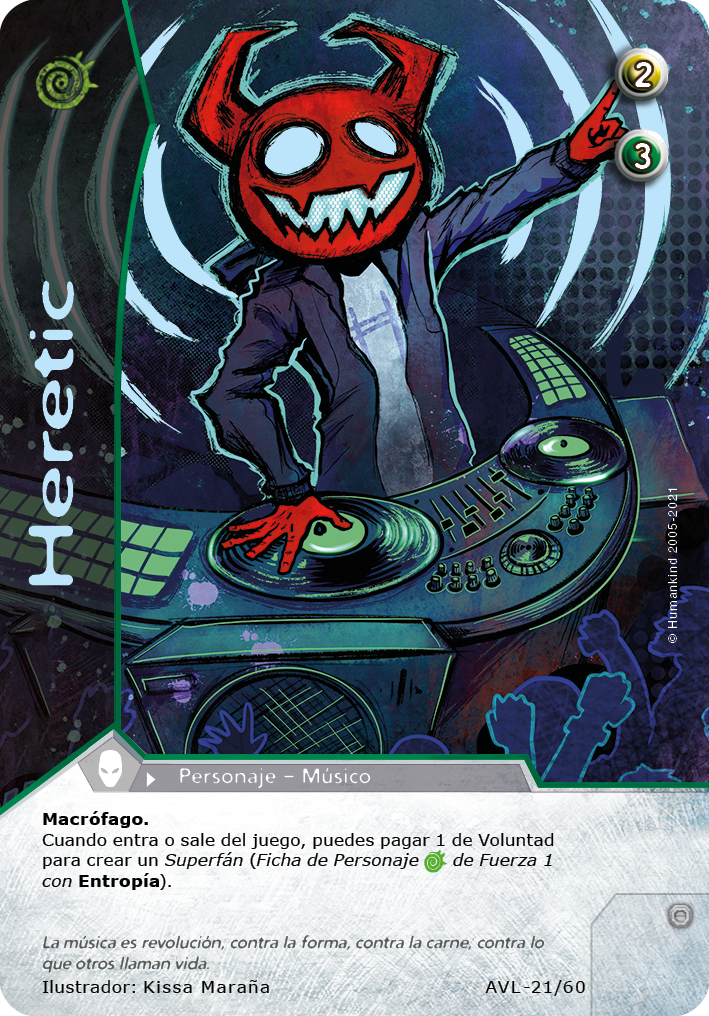 2
3
Heretic
© Humankind 2005-2021
Personaje – Músico
Macrófago.
Cuando entra o sale del juego, puedes pagar 1 de Voluntad
para crear un Superfán (Ficha de Personaje de Fuerza 1
con Entropía).
La música es revolución, contra la forma, contra la carne, contra lo
que otros llaman vida.
Ilustrador: Kissa Maraña AVL-21/60